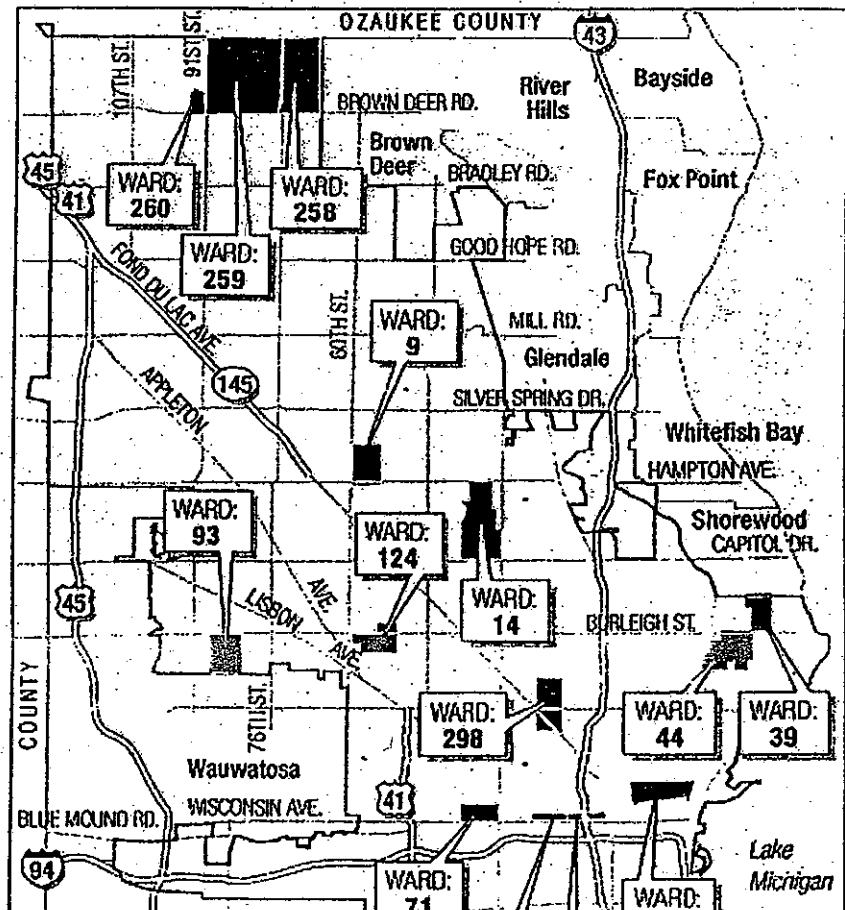 OZAUKEE COUNTY
43
107TH ST.
91ST ST.
River
Hills
Bayside
BROWN DEER RD.
Brown
Deer
BRADLEY RD.
45
41
WARD:
260
WARD:
258
Fox Point
WARD:
259
GOOD HOPE RD.
FOND DU LAC AVE.
60TH ST.
WARD:
9
MILL RD.
Glendale
145
APPLETON
AVE.
SILVER SPRING DR.
Whitefish Bay
HAMPTON AVE.
WARD:
93
WARD:
124
Shorewood
CAPITOL DR.
45
LISBON
AVE.
WARD:
14
BURLEIGH ST.
COUNTY
76TH ST.
WARD:
298
WARD:
44
WARD:
39
Wauwatosa
41
BLUE MOUND RD.
WISCONSIN AVE.
94
WARD:
71
WARD:
Lake
Michigan